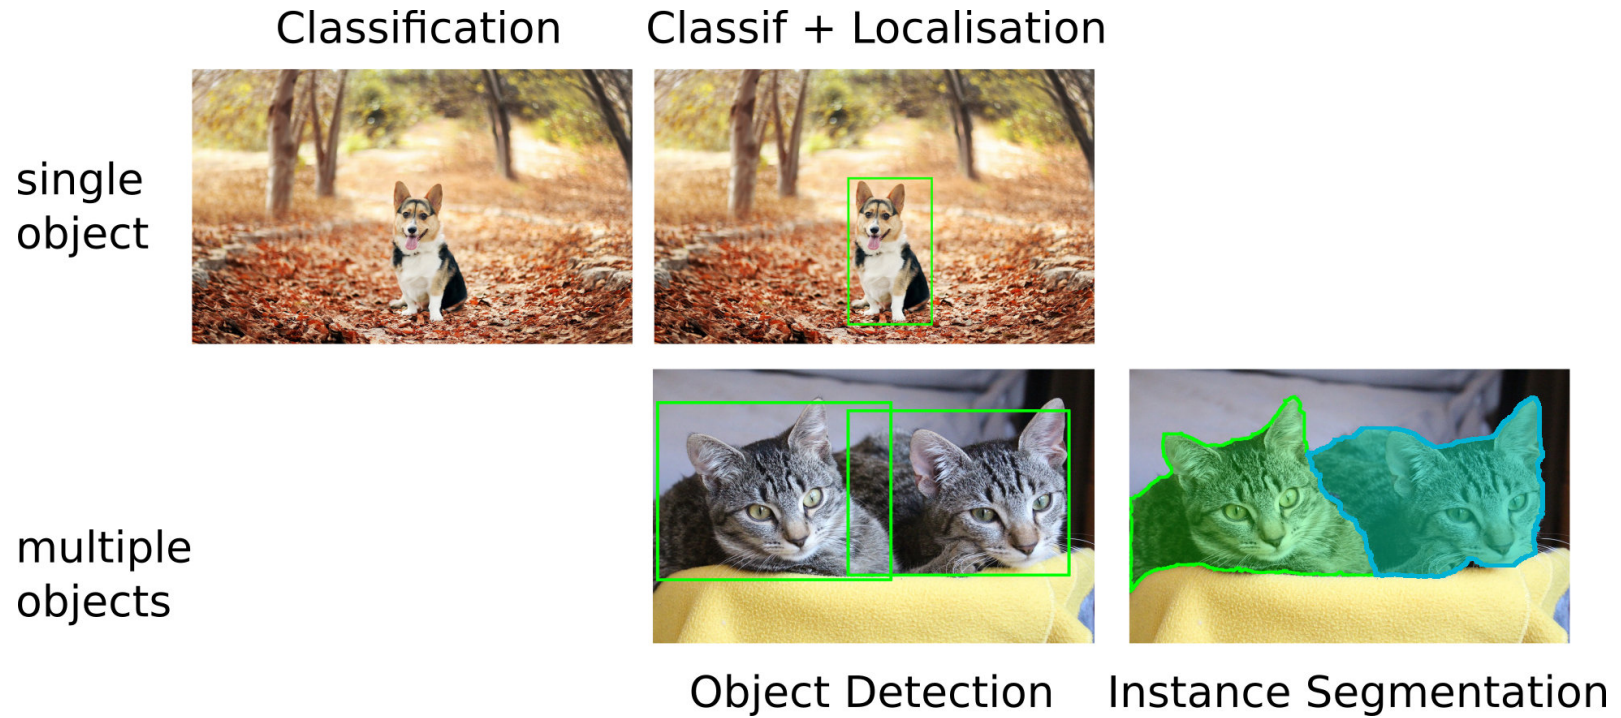 Classification
Classif + Localisation
single
object
multiple
objects
Object Detection
Instance Segmentation